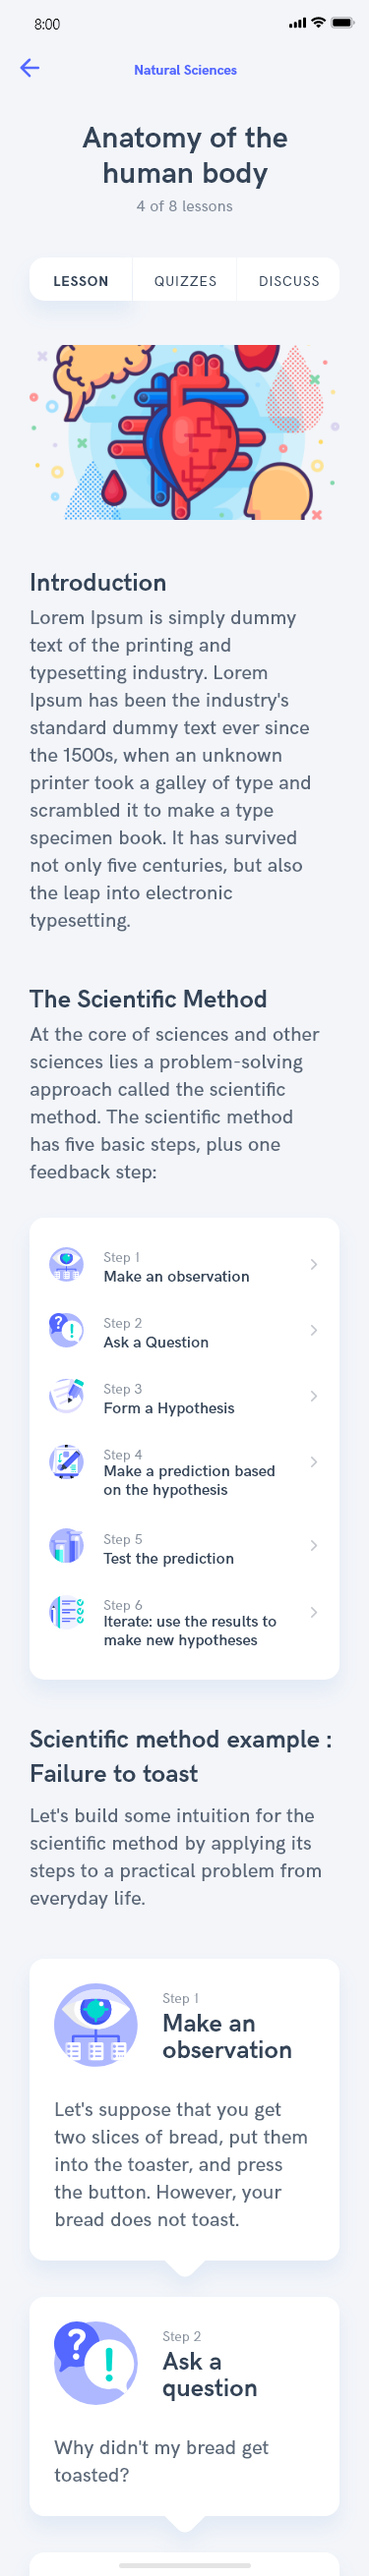 8:00
Natural Sciences
Anatomy of the
human body
4 of 8 lessons
LESSON QUIZZES DISCUSS
Introduction
Lorem Ipsum is simply dummy
text of the printing and
typesetting industry. Lorem
Ipsum has been the industry's
standard dummy text ever since
the 1500s, when an unknown
printer took a galley of type and
scrambled it to make a type
specimen book. It has survived
not only five centuries, but also
the leap into electronic
typesetting.
The Scientific Method
At the core of sciences and other
sciences lies a problem-solving
approach called the scientific
method. The scientific method
has five basic steps, plus one
feedback step:
Step 1
Make an observation
Step 2
Ask a Question
Step 3
Form a Hypothesis
Step 4
Make a prediction based
on the hypothesis
Step 5
Test the prediction
Step 6
Iterate: use the results to
make new hypotheses
Scientific method example :
Failure to toast
Let's build some intuition for the
scientific method by applying its
steps to a practical problem from
everyday life.
Step 1
Make an
observation
Let's suppose that you get
two slices of bread, put them
into the toaster, and press
the button. However, your
bread does not toast.
Step 2
Ask a
question
Why didn't my bread get
toasted?